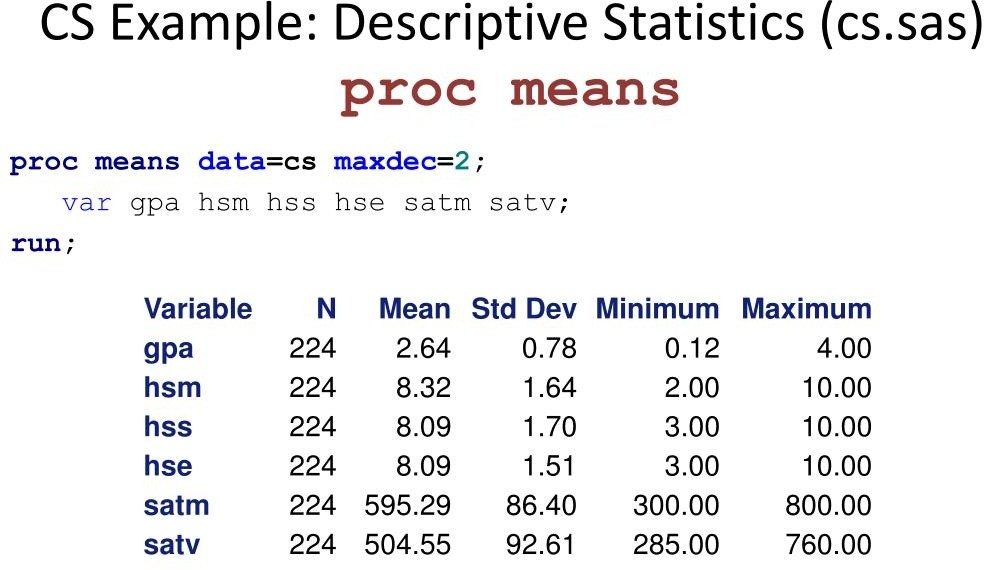 CS Example: Descriptive Statistics (cs.sas)
proc means
proc means data=cs maxdec=2;
var gpa hsm hss hse satm satv;
run;
Variable N Mean Std Dev Minimum Maximum
gpa 224 2.64 0.78 0.12 4.00
hsm 224 8.32 1.64 2.00 10.00
hss 224 8.09 1.70 3.00 10.00
hse 224 8.09 1.51 3.00 10.00
satm 224 595.29 86.40 300.00 800.00
satv 224 504.55 92.61 285.00 760.00